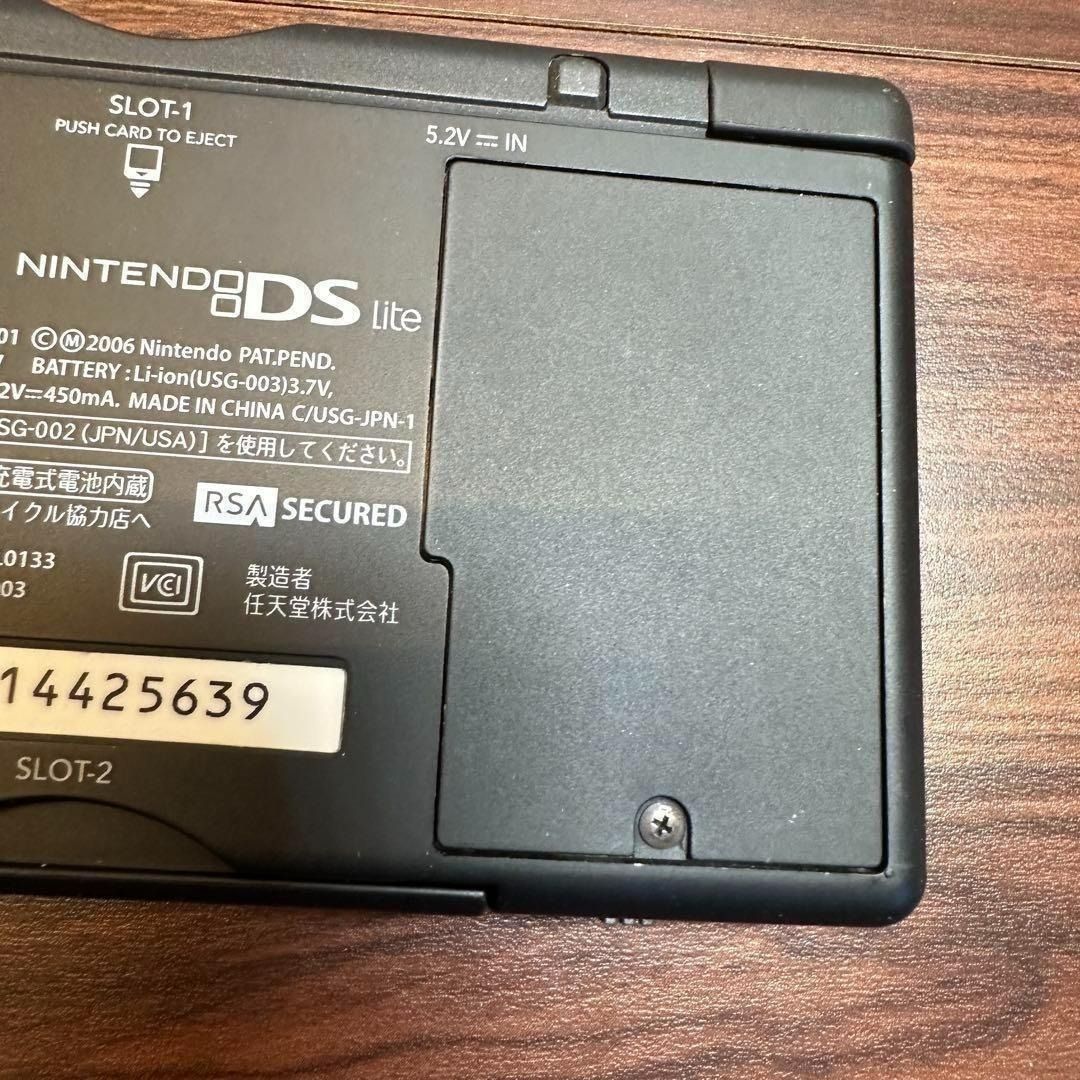 SLOT-1
PUSH CARD TO EJECT
5.2V⎓IN
NINTENDO DS Lite
01 ©Ⓜ2006 Nintendo PAT.PEND.
BATTERY:Li-ion(USG-003)3.7V,
2V⎓450mA. MADE IN CHINA C/USG-JPN-1
SG-002(JPN/USA)]を使用してください。
充電式電池内蔵
イクル協力店へ
RSA SECURED
0133
03
VCCI
製造者
任天堂株式会社
14425639
SLOT-2